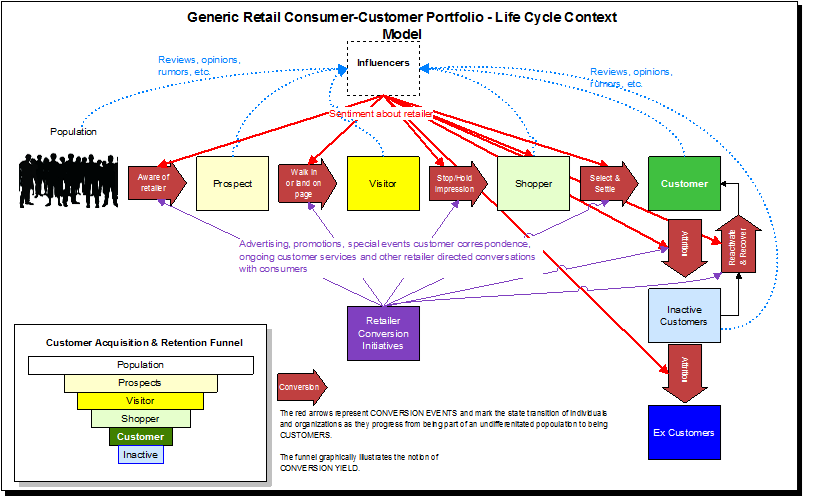 Generic Retail Consumer-Customer Portfolio - Life Cycle Context
Model
Reviews, opinions,
rumors, etc.
Influencers
Reviews, opinions,
rumors, etc.
Sentiment about retailer
Population
Aware of
retailer
Prospect
Walk In
or land on
page
Visitor
Stop/Hold
Impression
Shopper
Select &
Settle
Customer
Advertising, promotions, special events customer correspondence,
ongoing customer services and other retailer directed conversations
with consumers
Attrition
Reactivate
& Recover
Retailer
Conversion
Initiatives
Inactive
Customers
Attrition
Ex Customers
Customer Acquisition & Retention Funnel
Population
Prospects
Visitor
Shopper
Customer
Inactive
Conversion
The red arrows represent CONVERSION EVENTS and mark the state transition of individuals
and organizations as they progress from being part of an undifferenitated popoulation to being
CUSTOMERS.
The funnel graphically illustrates the notion of
CONVERSION YIELD.